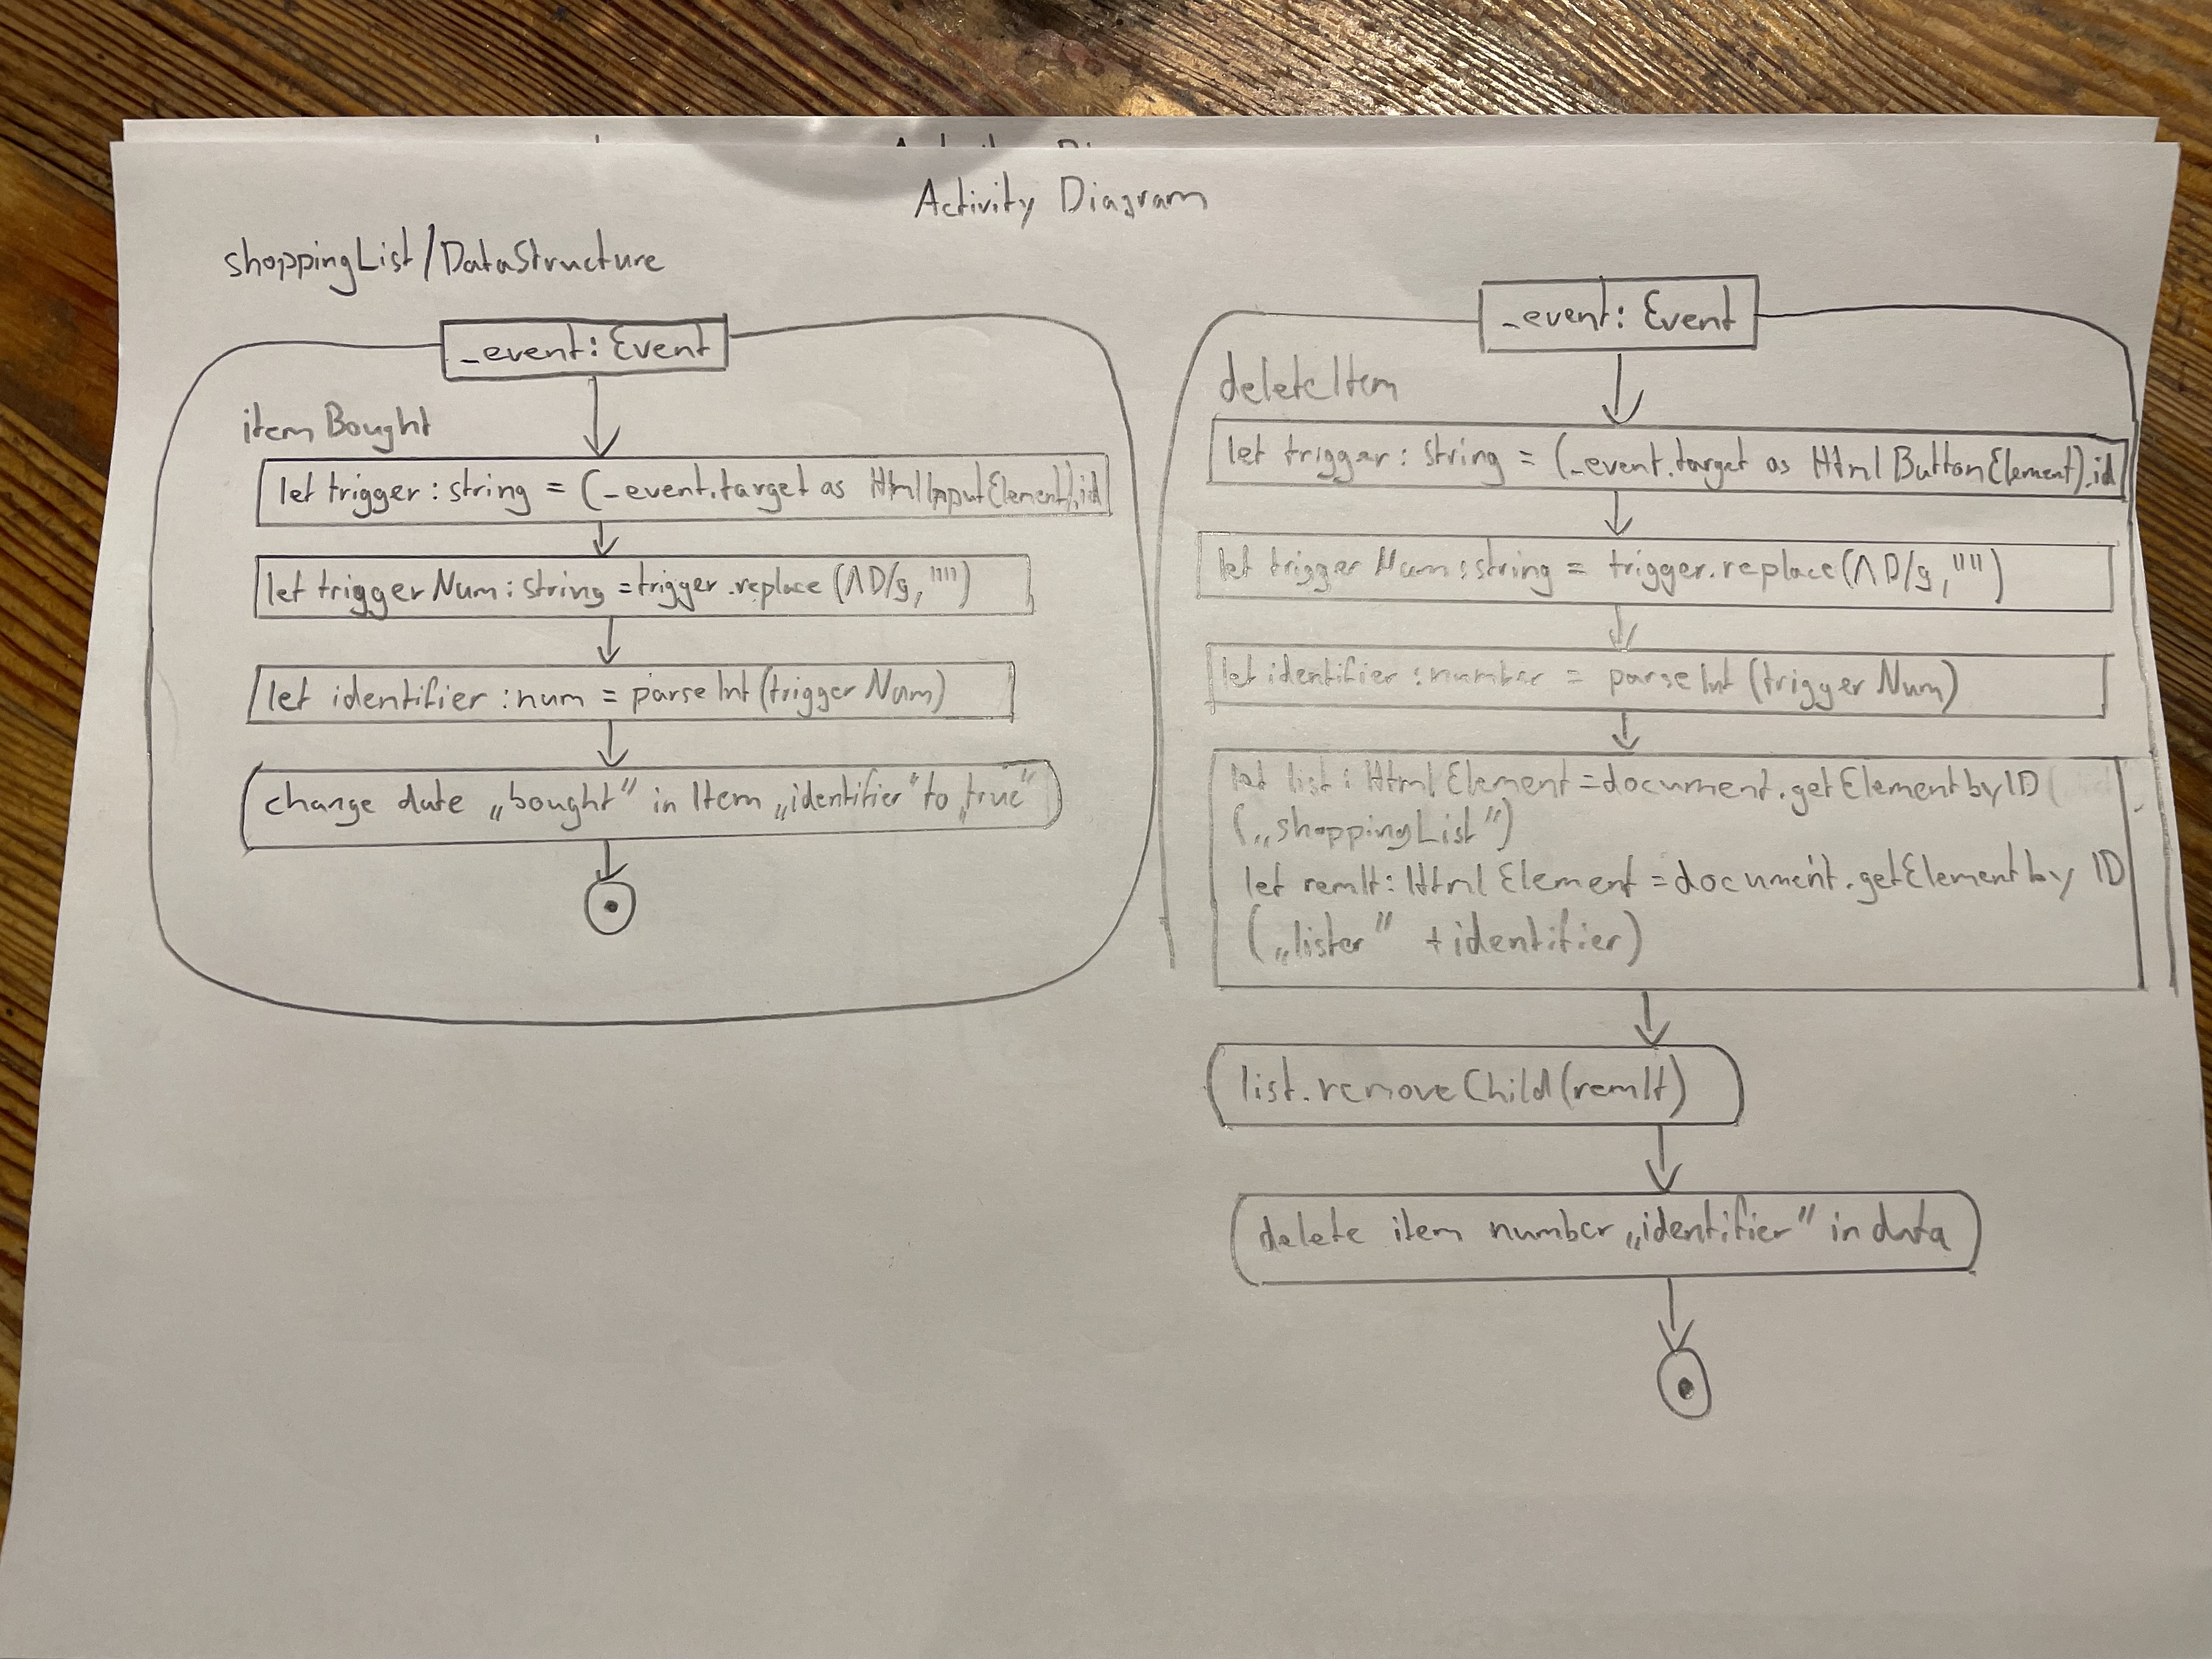 Activity Diagram
shoppingList/DataStructure
_event: Event
itemBought
let trigger: string = (_event.target as HtmlInputElement).id
let triggerNum: string = trigger.replace(/\D/g, "")
let identifier: num = parseInt(triggerNum)
change date „bought" in Item „identifier" to „true"
_event: Event
deleteItem
let trigger: string = (_event.target as HtmlButtonElement).id
let triggerNum: string = trigger.replace(/\D/g, "")
let identifier: number = parseInt(triggerNum)
let list: HtmlElement = document.getElementbyID(
(„shoppingList")
let remIt: HtmlElement = document.getElementbyID
(„lister" + identifier)
list.removeChild(remIt)
delete item number „identifier" in data